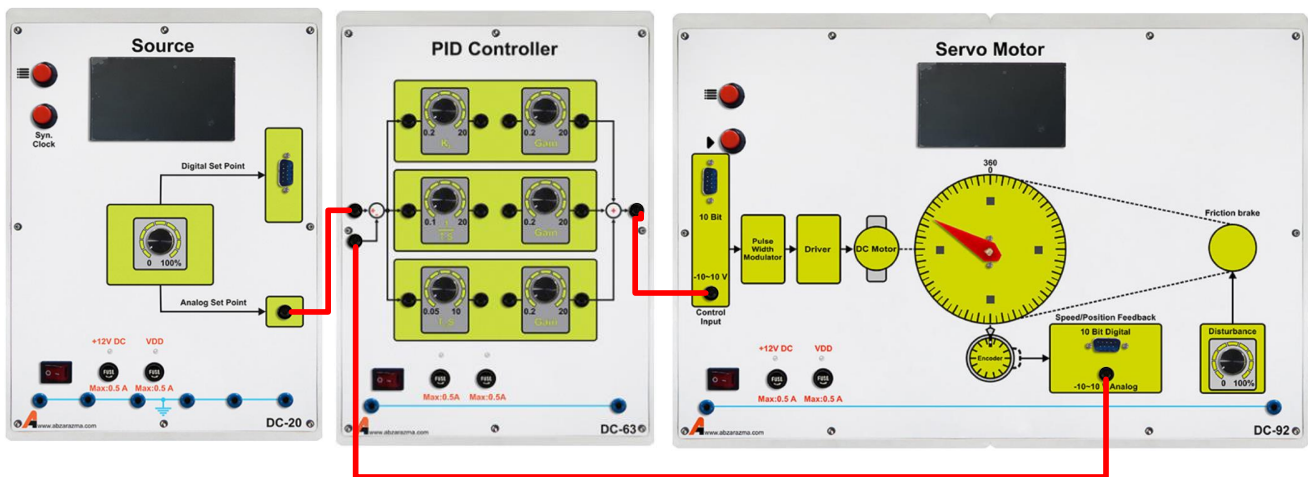 Source
Syn.
Clock
Digital Set Point
0 100%
Analog Set Point
+12V DC VDD
FUSE FUSE
Max:0.5 A Max:0.5 A
www.abzarazma.com
DC-20
PID Controller
0.2 20
0.2 20
Gain
0.1 20
0.2 20
Gain
0.05 10
0.2 20
Gain
FUSE FUSE
Max:0.5A Max:0.5A
www.abzarazma.com
DC-63
Servo Motor
10 Bit
-10~10 V
Control
Input
Pulse
Width
Modulator
Driver
DC Motor
360
0
Friction brake
Encoder
Speed/Position Feedback
10 Bit Digital
-10~10 V Analog
Disturbance
0 100%
+12V DC VDD
FUSE FUSE
Max:0.5 A Max:0.5 A
www.abzarazma.com
DC-92